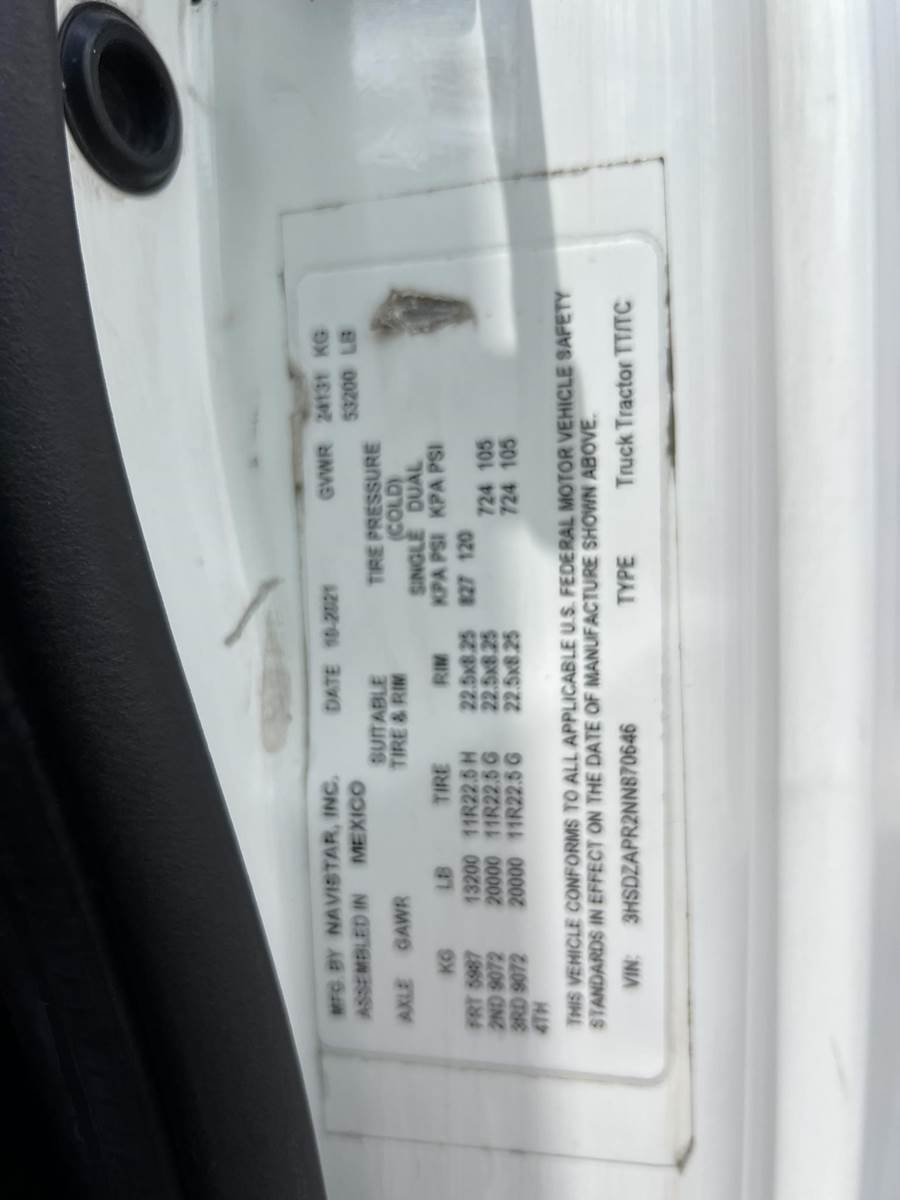 MFG BY NAVISTAR, INC. DATE 10-2021 GVWR 24131 KG
ASSEMBLED IN MEXICO 53200 LB
SUITABLE TIRE PRESSURE
AXLE GAWR TIRE & RIM (COLD)
SINGLE DUAL
KG LB TIRE RIM KPA PSI KPA PSI
FRT 5987 13200 11R22.5 H 22.5x8.25 827 120
2ND 9072 20000 11R22.5 G 22.5x8.25 724 105
3RD 9072 20000 11R22.5 G 22.5x8.25 724 105
4TH
THIS VEHICLE CONFORMS TO ALL APPLICABLE U.S. FEDERAL MOTOR VEHICLE SAFETY
STANDARDS IN EFFECT ON THE DATE OF MANUFACTURE SHOWN ABOVE.
VIN: 3HSDZAPR2NN870646 TYPE Truck Tractor TT/TC